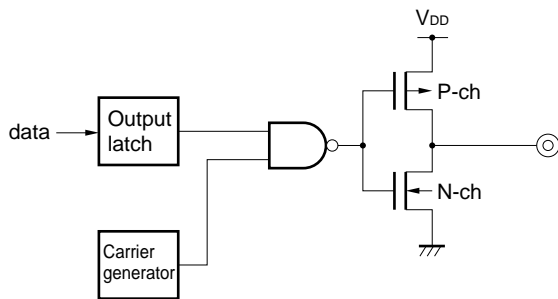 VDD
P-ch
data
Output
latch
N-ch
Carrier
generator